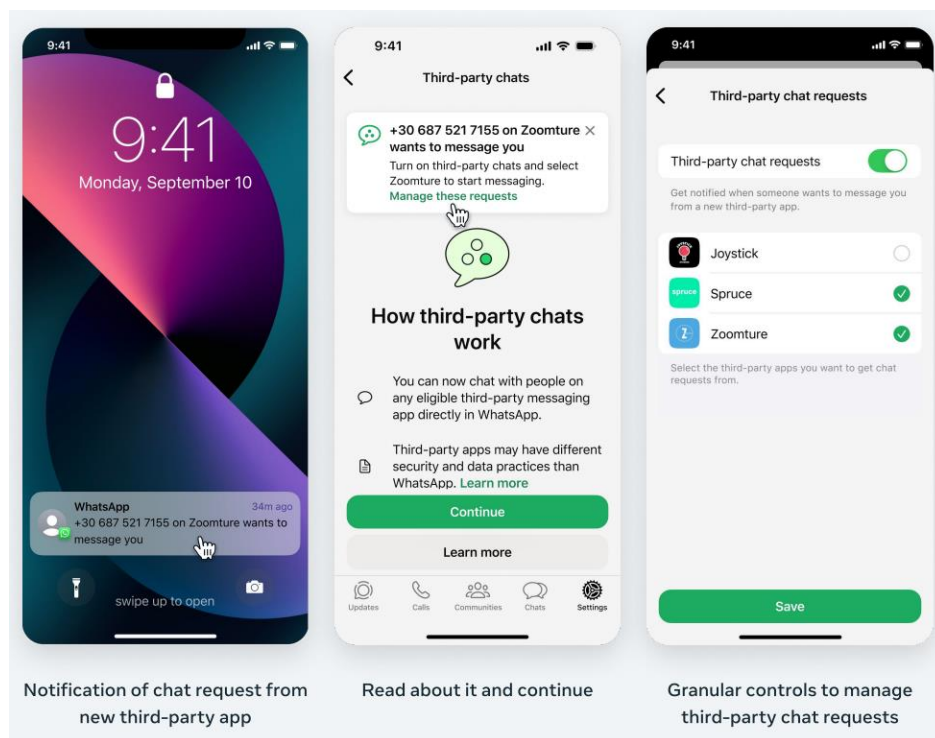 9:41
9:41
Monday, September 10
WhatsApp
34m ago
+30 687 521 7155 on Zoomture wants to
message you
swipe up to open
Notification of chat request from
new third-party app
9:41
Third-party chats
+30 687 521 7155 on Zoomture
wants to message you
Turn on third-party chats and select
Zoomture to start messaging.
Manage these requests
How third-party chats
work
You can now chat with people on
any eligible third-party messaging
app directly in WhatsApp.
Third-party apps may have different
security and data practices than
WhatsApp. Learn more
Continue
Learn more
Updates
Calls
Communities
Chats
Settings
Read about it and continue
9:41
Third-party chat requests
Third-party chat requests
Get notified when someone wants to message you
from a new third-party app.
Joystick
spruce
Spruce
Z
Zoomture
Select the third-party apps you want to get chat
requests from.
Save
Granular controls to manage
third-party chat requests